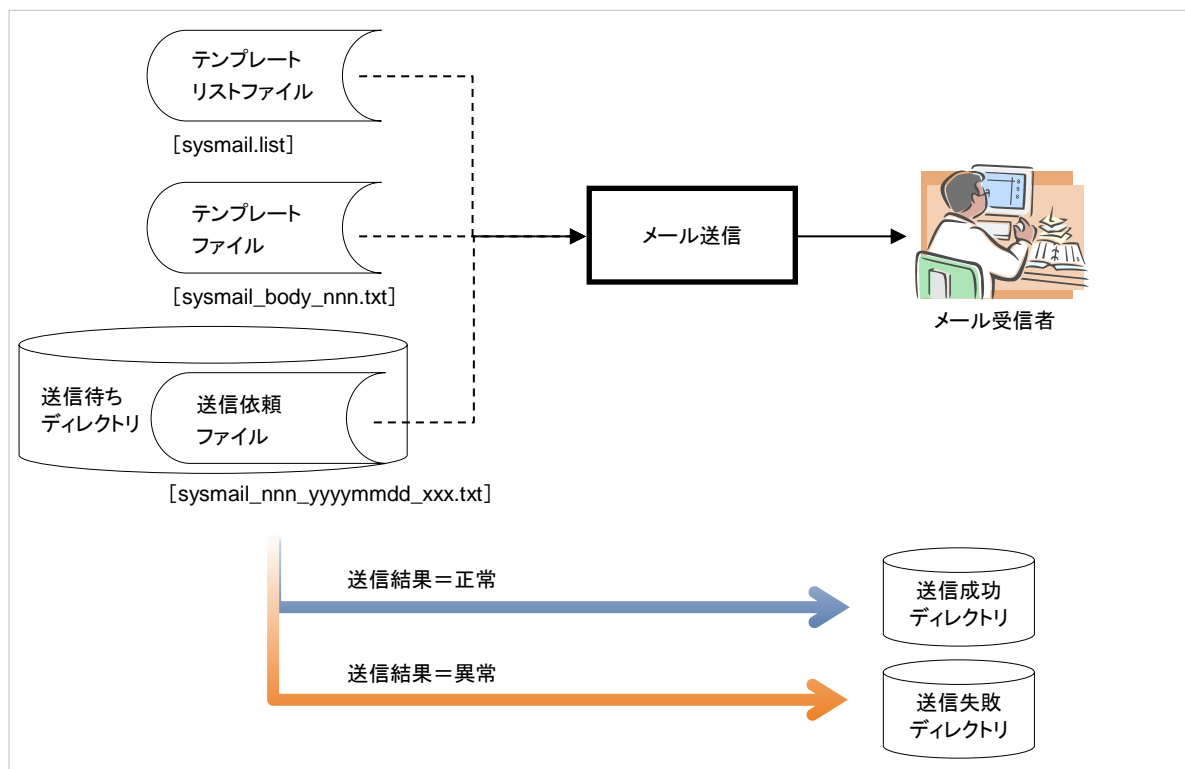 テンプレート
リストファイル
［sysmail.list］
テンプレート
ファイル
［sysmail_body_nnn.txt］
メール送信
メール受信者
送信待ち
ディレクトリ
送信依頼
ファイル
［sysmail_nnn_yyyymmdd_xxx.txt］
送信結果＝正常
送信成功
ディレクトリ
送信結果＝異常
送信失敗
ディレクトリ